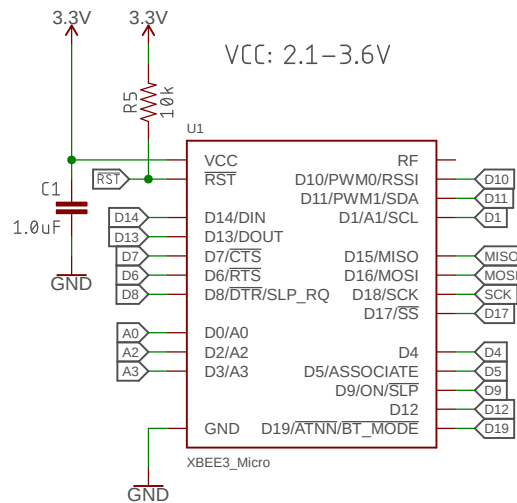 3.3V 3.3V
VCC: 2.1-3.6V
R5
10k
U1
VCC RF
RST RST D10/PWM0/RSSI D10
D11/PWM1/SDA D11
C1
1.0uF
D14 D14/DIN D1/A1/SCL D1
D13 D13/DOUT
D7 D7/CTS D15/MISO MISO
D6 D6/RTS D16/MOSI MOSI
D8 D8/DTR/SLP_RQ D18/SCK SCK
GND
D17/SS D17
A0 D0/A0
A2 D2/A2 D4 D4
A3 D3/A3 D5/ASSOCIATE D5
D9/ON/SLP D9
D12 D12
GND D19/ATNN/BT_MODE D19
XBEE3_Micro
GND